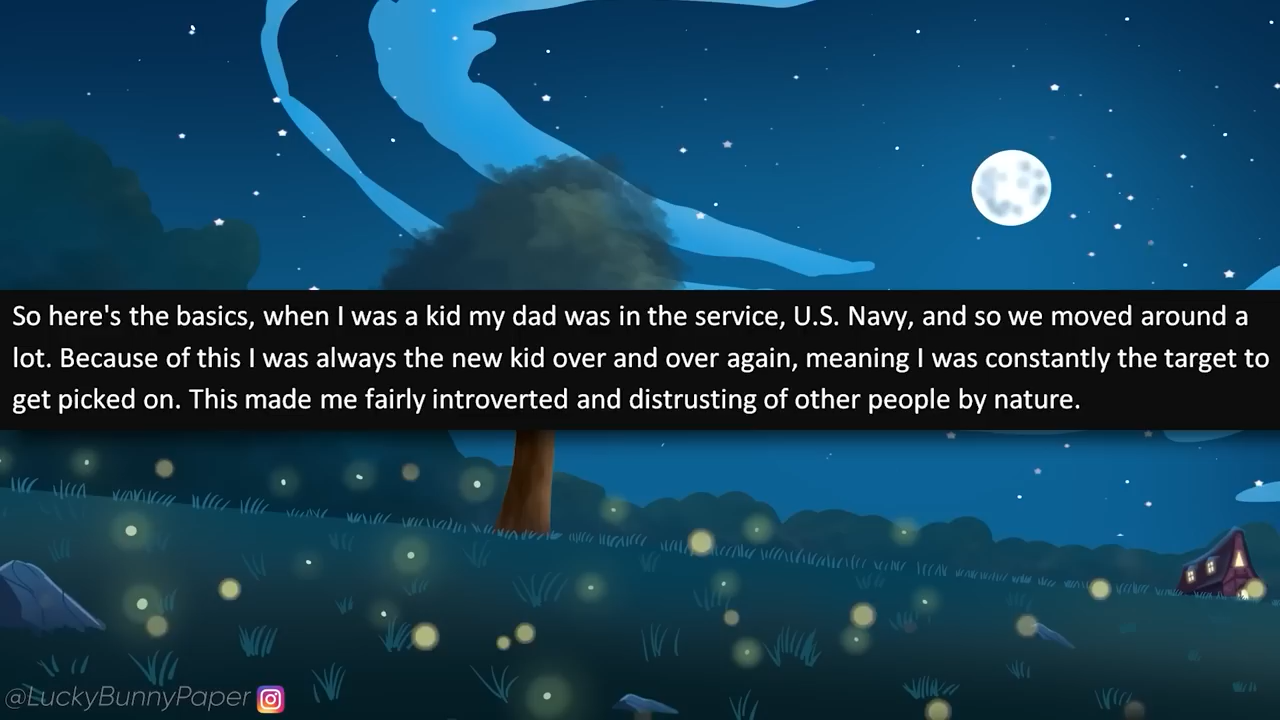 So here's the basics, when I was a kid my dad was in the service, U.S. Navy, and so we moved around a
lot. Because of this I was always the new kid over and over again, meaning I was constantly the target to
get picked on. This made me fairly introverted and distrusting of other people by nature.
@LuckyBunnyPaper